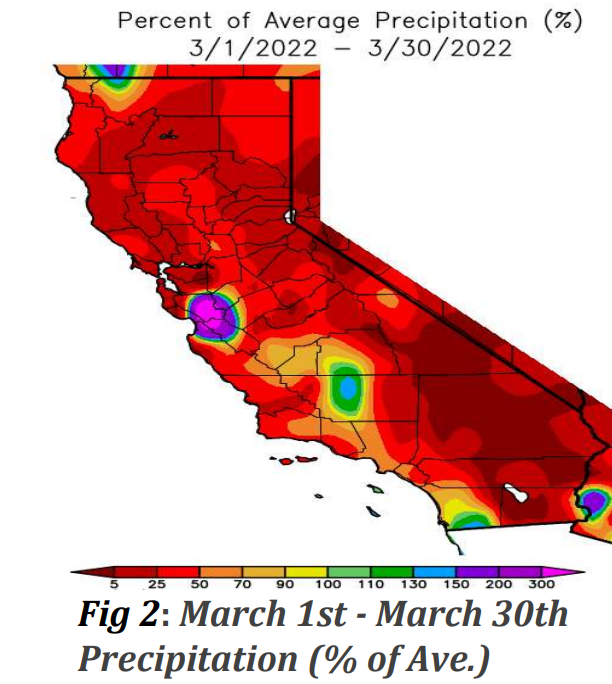 Percent of Average Precipitation (%)
3/1/2022 – 3/30/2022
5 25 50 70 90 100 110 130 150 200 300
Fig 2: March 1st - March 30th
Precipitation (% of Ave.)